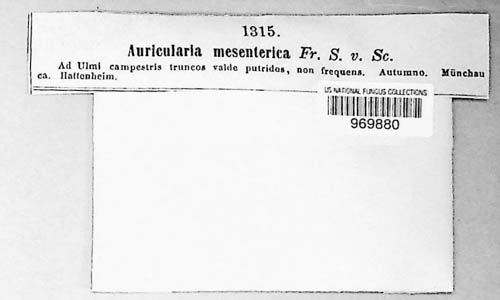 1315.
Auricularia mesenterica Fr. S. v. Sc.
Ad Ulmi campestris truncos valde putridos, non frequens. Autumno. Münchau
ca. Hattenheim.
US NATIONAL FUNGUS COLLECTIONS
969880